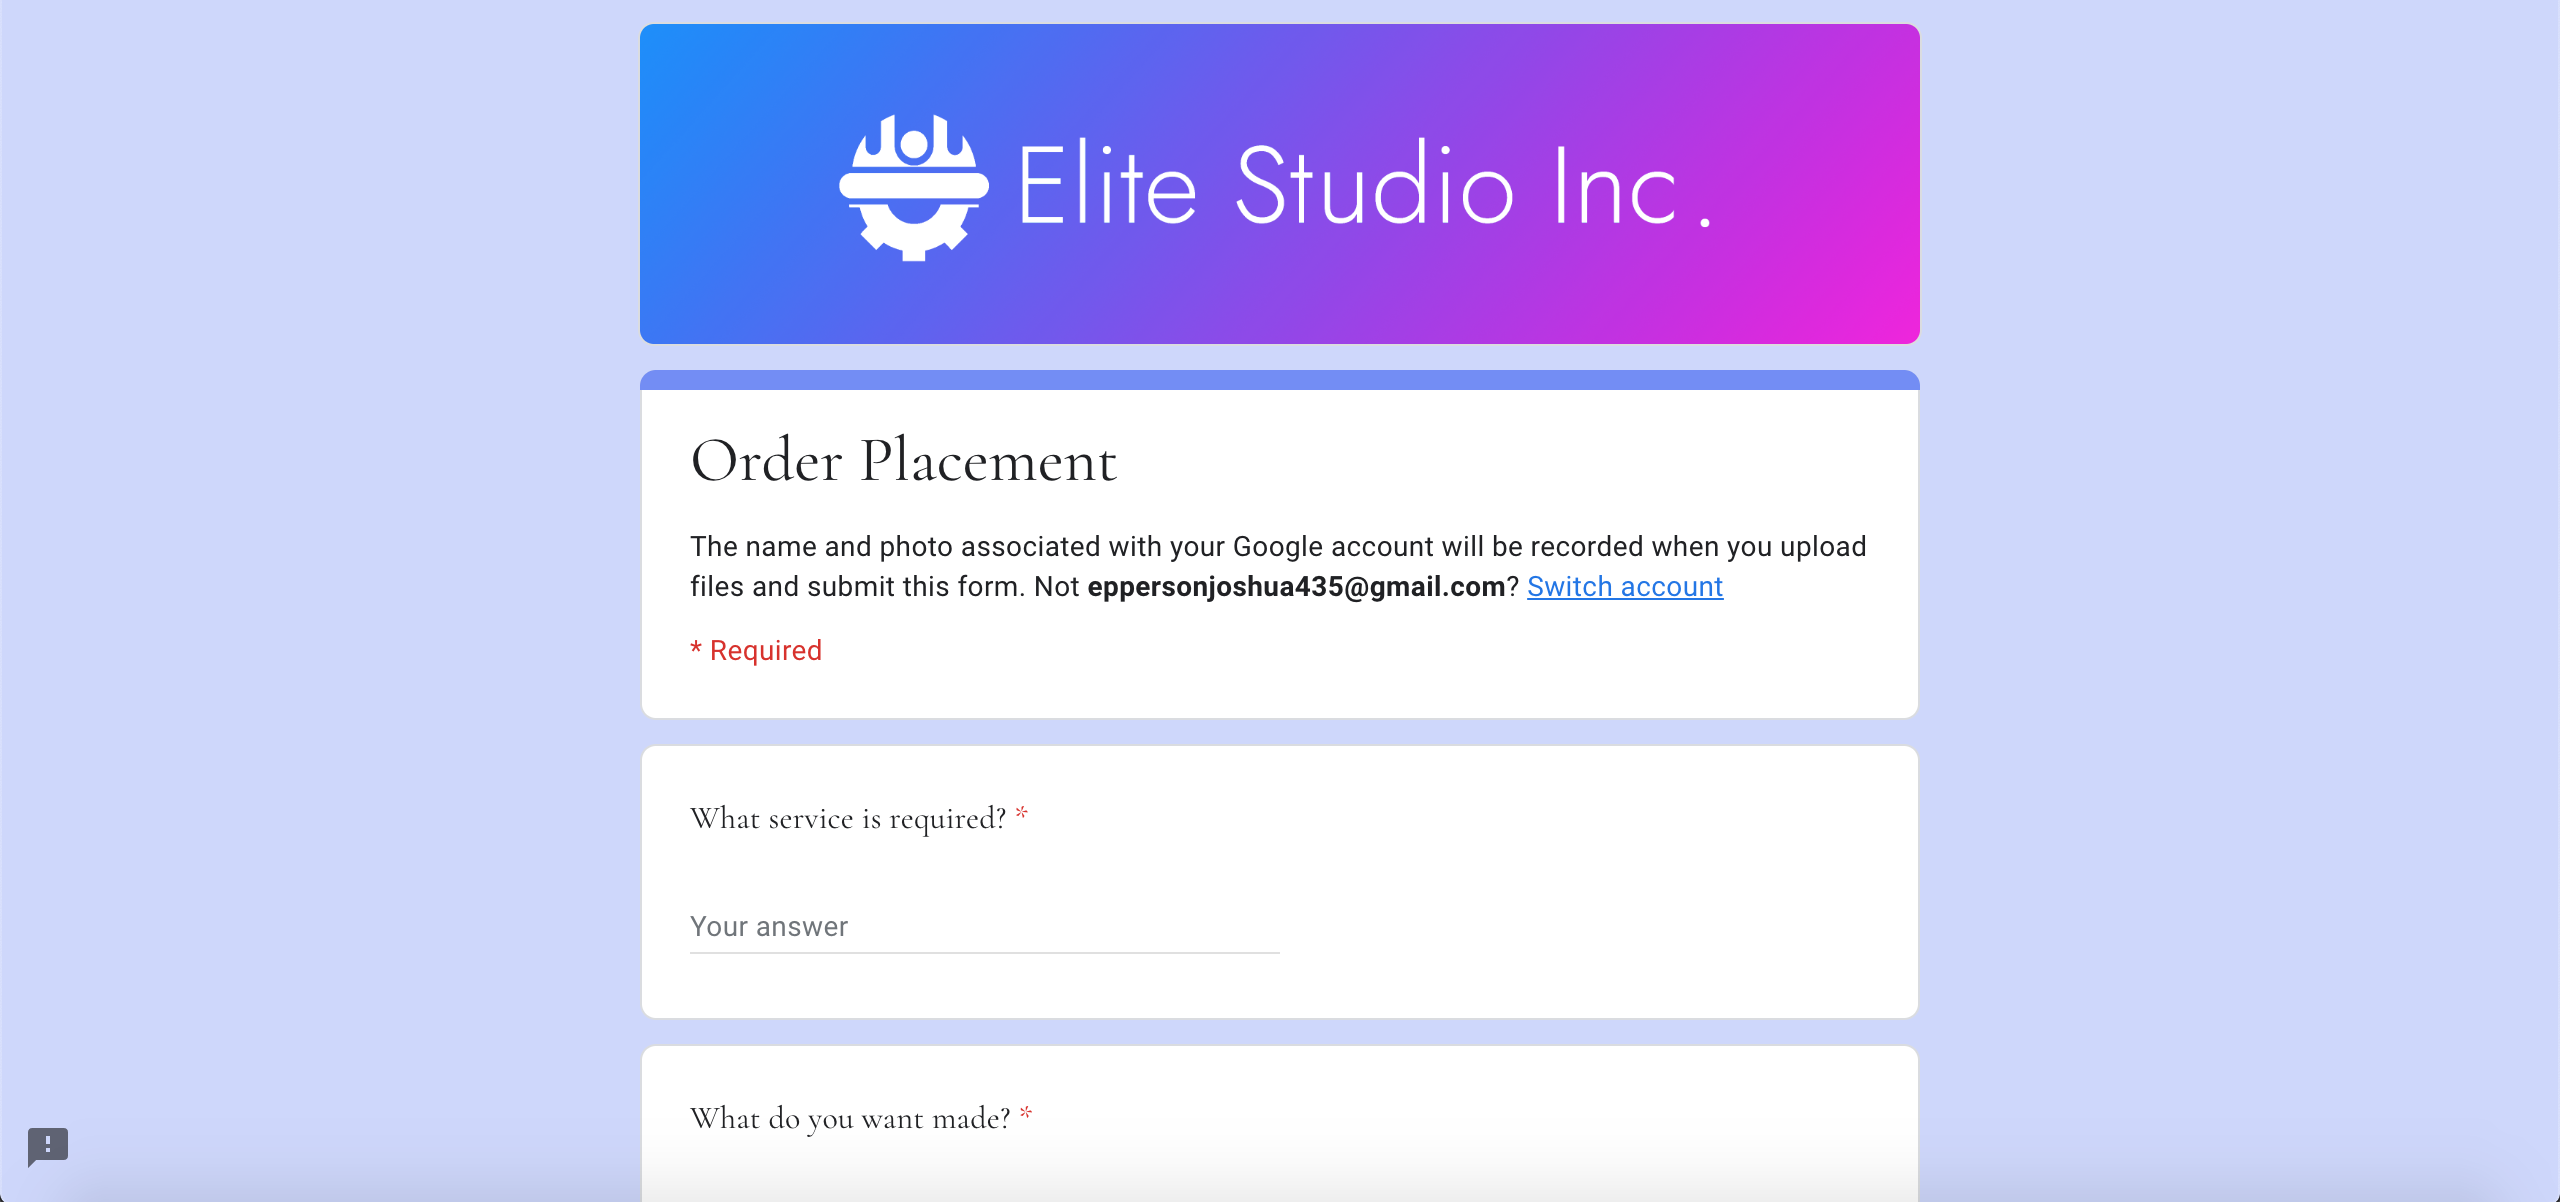 Elite Studio Inc.
Order Placement
The name and photo associated with your Google account will be recorded when you upload
files and submit this form. Not eppersonjoshua435@gmail.com? Switch account
* Required
What service is required? *
Your answer
What do you want made? *